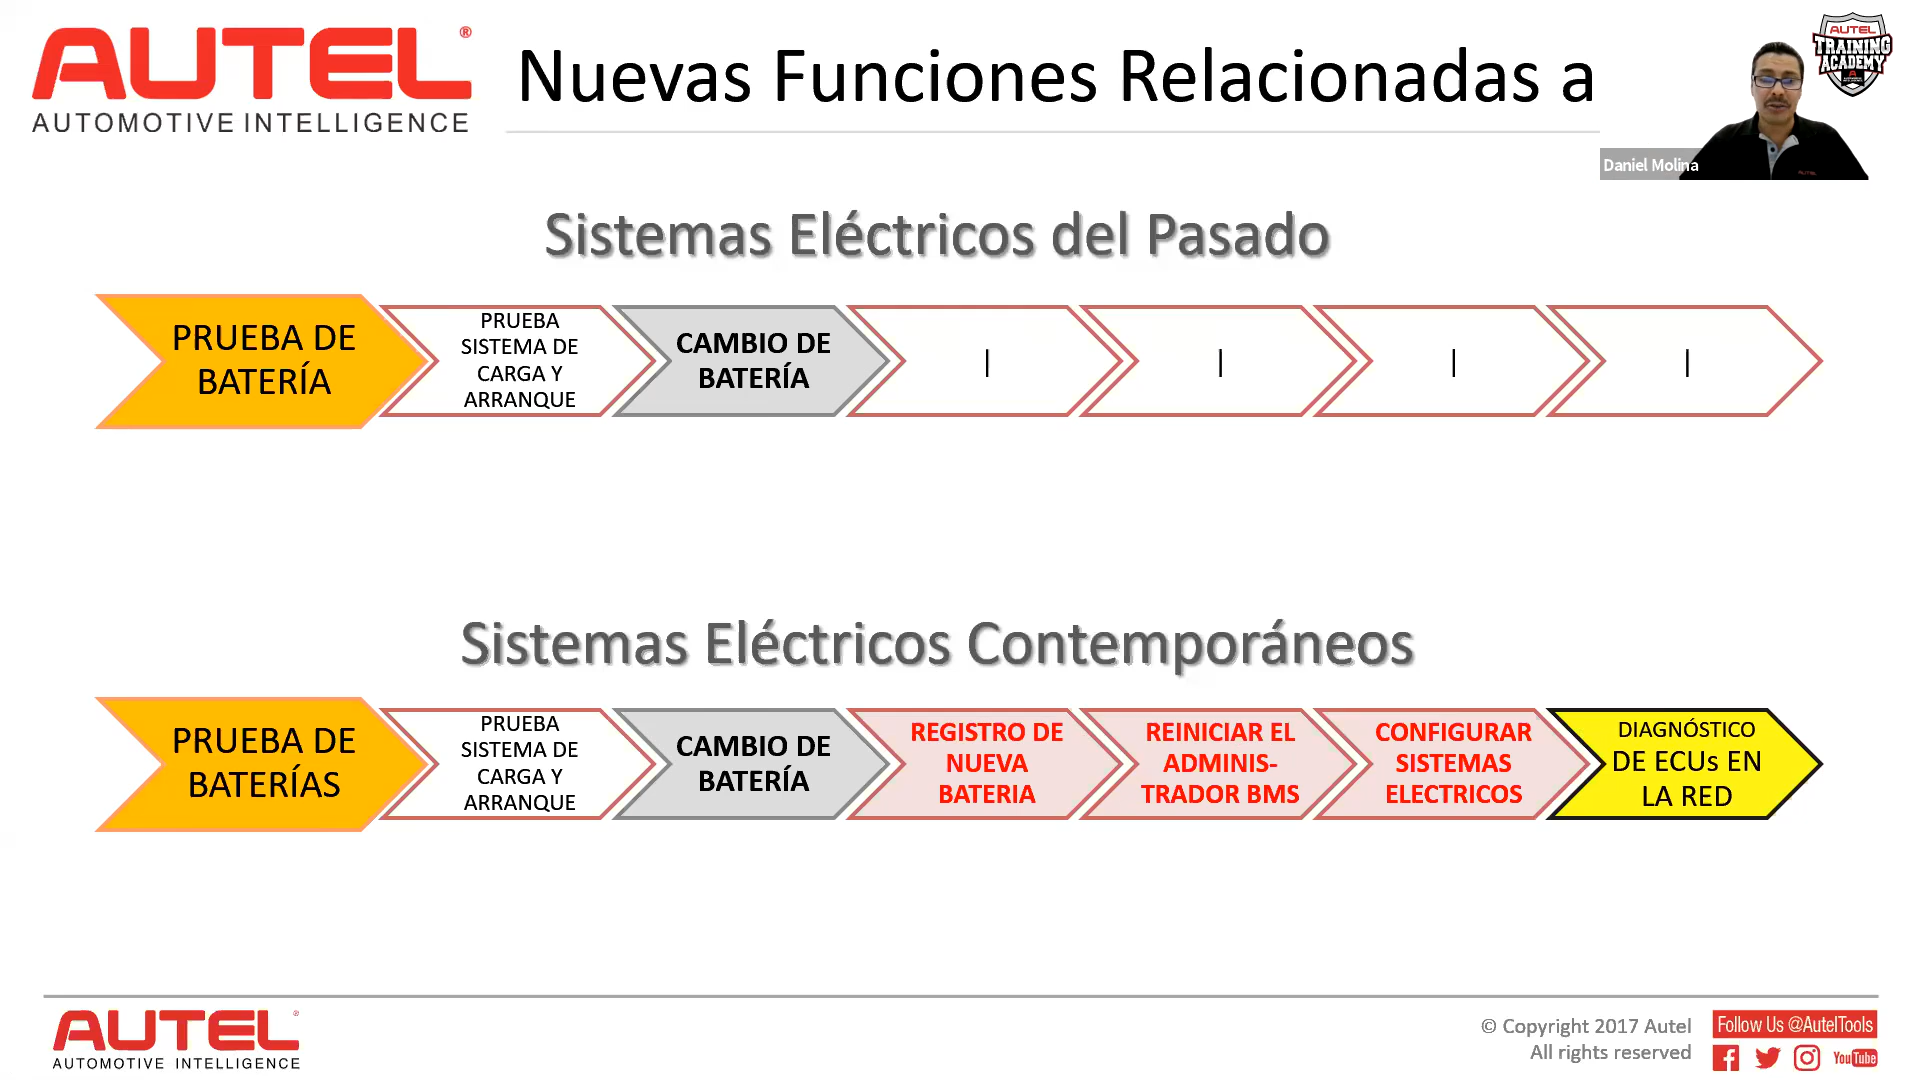 AUTEL®
AUTOMOTIVE INTELLIGENCE
Nuevas Funciones Relacionadas a
AUTEL
TRAINING
ACADEMY
Daniel Molina
Sistemas Eléctricos del Pasado
PRUEBA DE
BATERÍA
PRUEBA
SISTEMA DE
CARGA Y
ARRANQUE
CAMBIO DE
BATERÍA
|
|
|
|
Sistemas Eléctricos Contemporáneos
PRUEBA DE
BATERÍAS
PRUEBA
SISTEMA DE
CARGA Y
ARRANQUE
CAMBIO DE
BATERÍA
REGISTRO DE
NUEVA
BATERIA
REINICIAR EL
ADMINIS-
TRADOR BMS
CONFIGURAR
SISTEMAS
ELECTRICOS
DIAGNÓSTICO
DE ECUs EN
LA RED
AUTEL®
AUTOMOTIVE INTELLIGENCE
© Copyright 2017 Autel
All rights reserved
Follow Us @AutelTools
YouTube